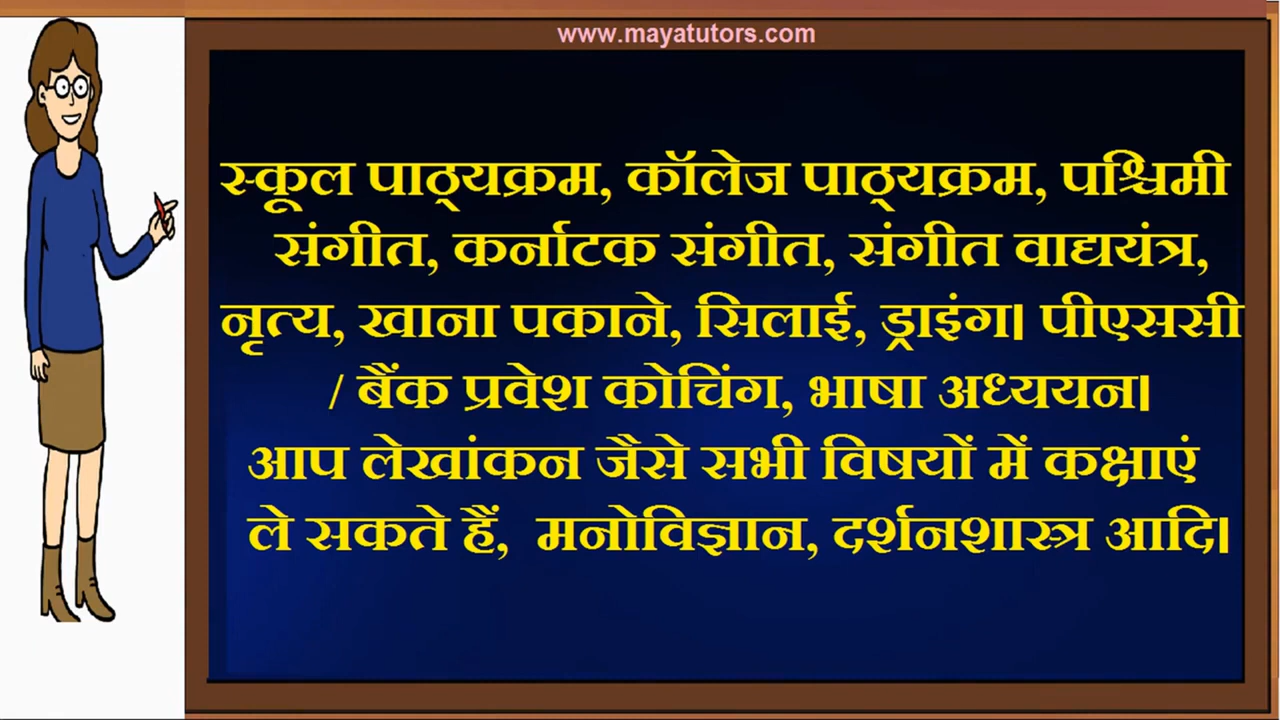 www.mayatutors.com
स्कूल पाठ्यक्रम, कॉलेज पाठ्यक्रम, पश्चिमी
संगीत, कर्नाटक संगीत, संगीत वाद्ययंत्र,
नृत्य, खाना पकाने, सिलाई, ड्राइंग। पीएससी
/ बैंक प्रवेश कोचिंग, भाषा अध्ययन।
आप लेखांकन जैसे सभी विषयों में कक्षाएं
ले सकते हैं, मनोविज्ञान, दर्शनशास्त्र आदि।